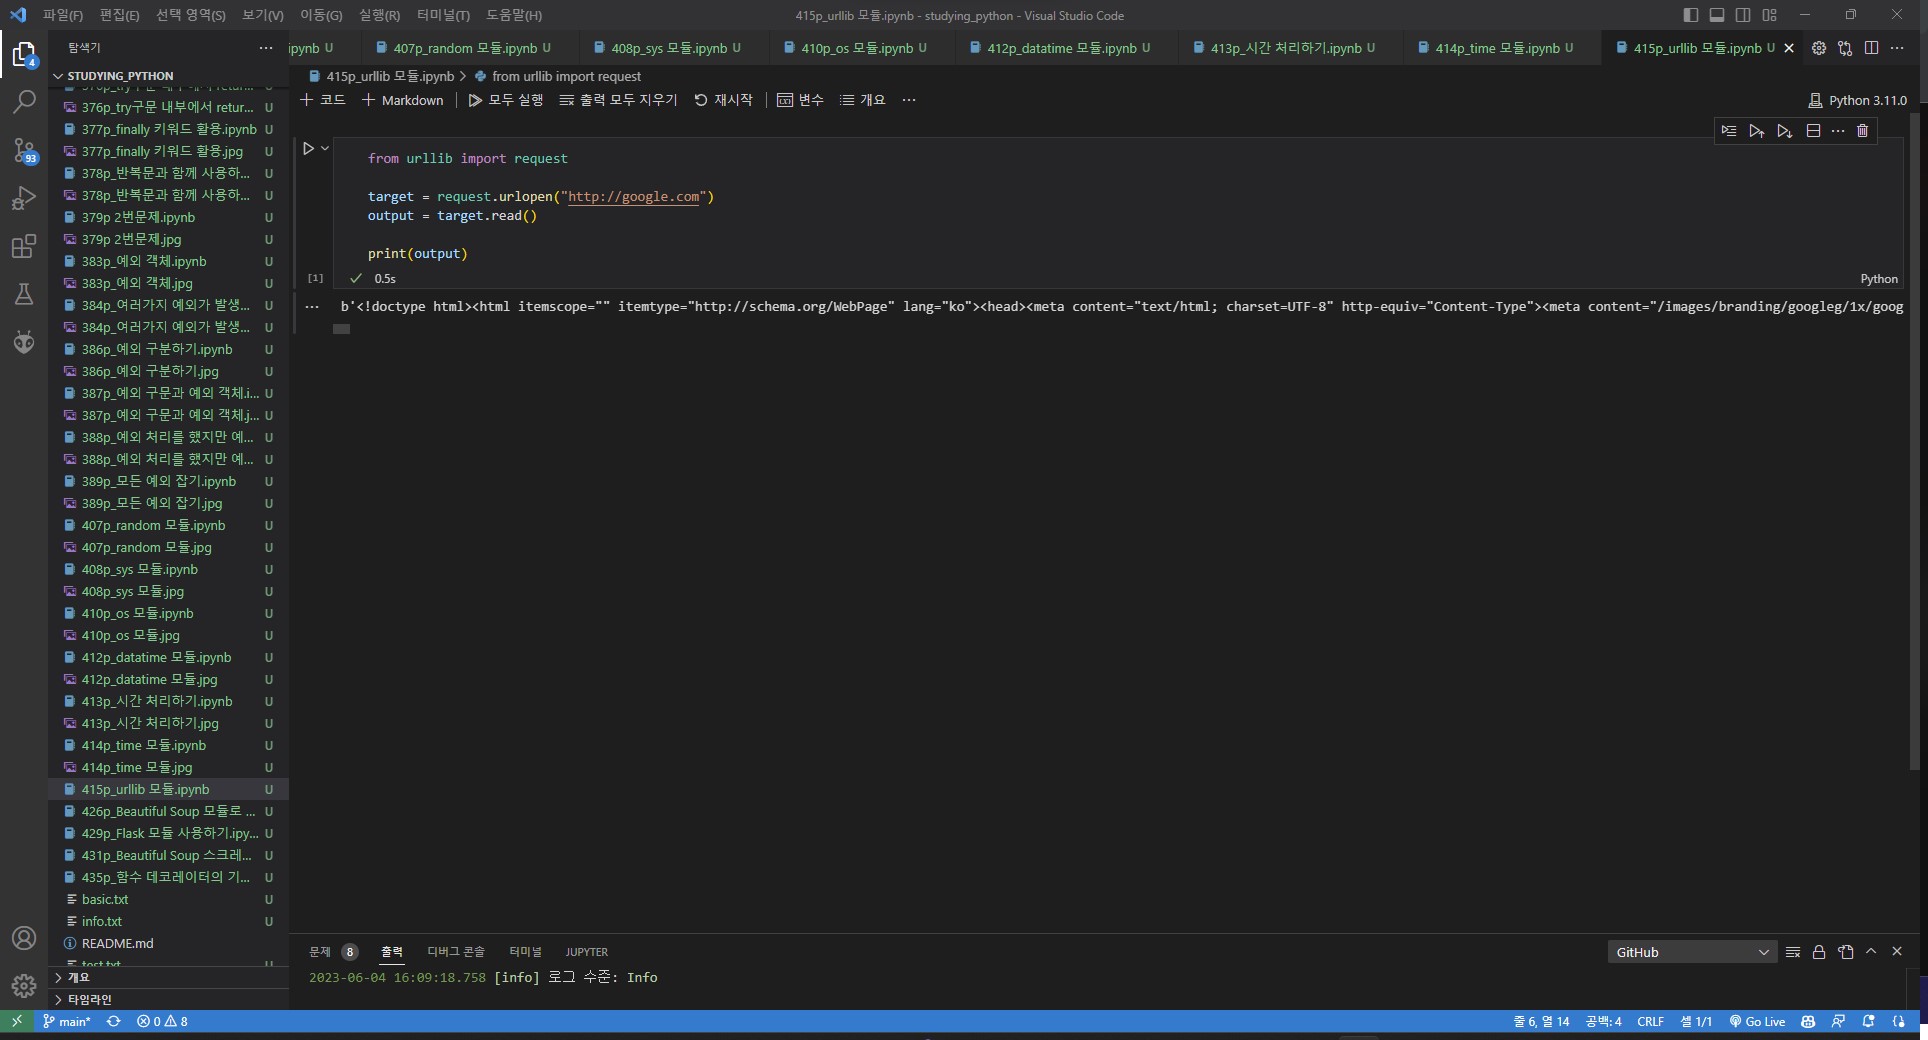 파일(F) 편집(E) 선택 영역(S) 보기(V) 이동(G) 실행(R) 터미널(T) 도움말(H) 415p_urllib 모듈.ipynb - studying_python - Visual Studio Code
탐색기 ipynb U 407p_random 모듈.ipynb U 408p_sys 모듈.ipynb U 410p_os 모듈.ipynb U 412p_datatime 모듈.ipynb U 413p_시간 처리하기.ipynb U 414p_time 모듈.ipynb U 415p_urllib 모듈.ipynb U
4
STUDYING_PYTHON
415p_urllib 모듈.ipynb > from urllib import request
코드 Markdown 모두 실행 출력 모두 지우기 재시작 변수 개요 ... Python 3.11.0
376p_try구문 내부에서 retur... U
377p_finally 키워드 활용.ipynb U
377p_finally 키워드 활용.jpg U
93
378p_반복문과 함께 사용하... U
378p_반복문과 함께 사용하... U
379p 2번문제.ipynb U
379p 2번문제.jpg U
383p_예외 객체.ipynb U
383p_예외 객체.jpg U
384p_여러가지 예외가 발생... U
384p_여러가지 예외가 발생... U
386p_예외 구분하기.ipynb U
386p_예외 구분하기.jpg U
387p_예외 구문과 예외 객체.i... U
387p_예외 구문과 예외 객체.j... U
388p_예외 처리를 했지만 예... U
388p_예외 처리를 했지만 예... U
389p_모든 예외 잡기.ipynb U
389p_모든 예외 잡기.jpg U
407p_random 모듈.ipynb U
407p_random 모듈.jpg U
408p_sys 모듈.ipynb U
408p_sys 모듈.jpg U
410p_os 모듈.ipynb U
410p_os 모듈.jpg U
412p_datatime 모듈.ipynb U
412p_datatime 모듈.jpg U
413p_시간 처리하기.ipynb U
413p_시간 처리하기.jpg U
414p_time 모듈.ipynb U
414p_time 모듈.jpg U
415p_urllib 모듈.ipynb U
426p_Beautiful Soup 모듈로 ... U
429p_Flask 모듈 사용하기.ipy... U
431p_Beautiful Soup 스크레... U
435p_함수 데코레이터의 기... U
basic.txt U
info.txt U
README.md
test.txt U
개요
타임라인
from urllib import request
target = request.urlopen("http://google.com")
output = target.read()
print(output)
[1] 0.5s Python
... b'<!doctype html><html itemscope="" itemtype="http://schema.org/WebPage" lang="ko"><head><meta content="text/html; charset=UTF-8" http-equiv="Content-Type"><meta content="/images/branding/googleg/1x/goog
문제 8 출력 디버그 콘솔 터미널 JUPYTER GitHub
2023-06-04 16:09:18.758 [info] 로그 수준: Info
main* 0 8 줄 6, 열 14 공백: 4 CRLF 셀 1/1 Go Live